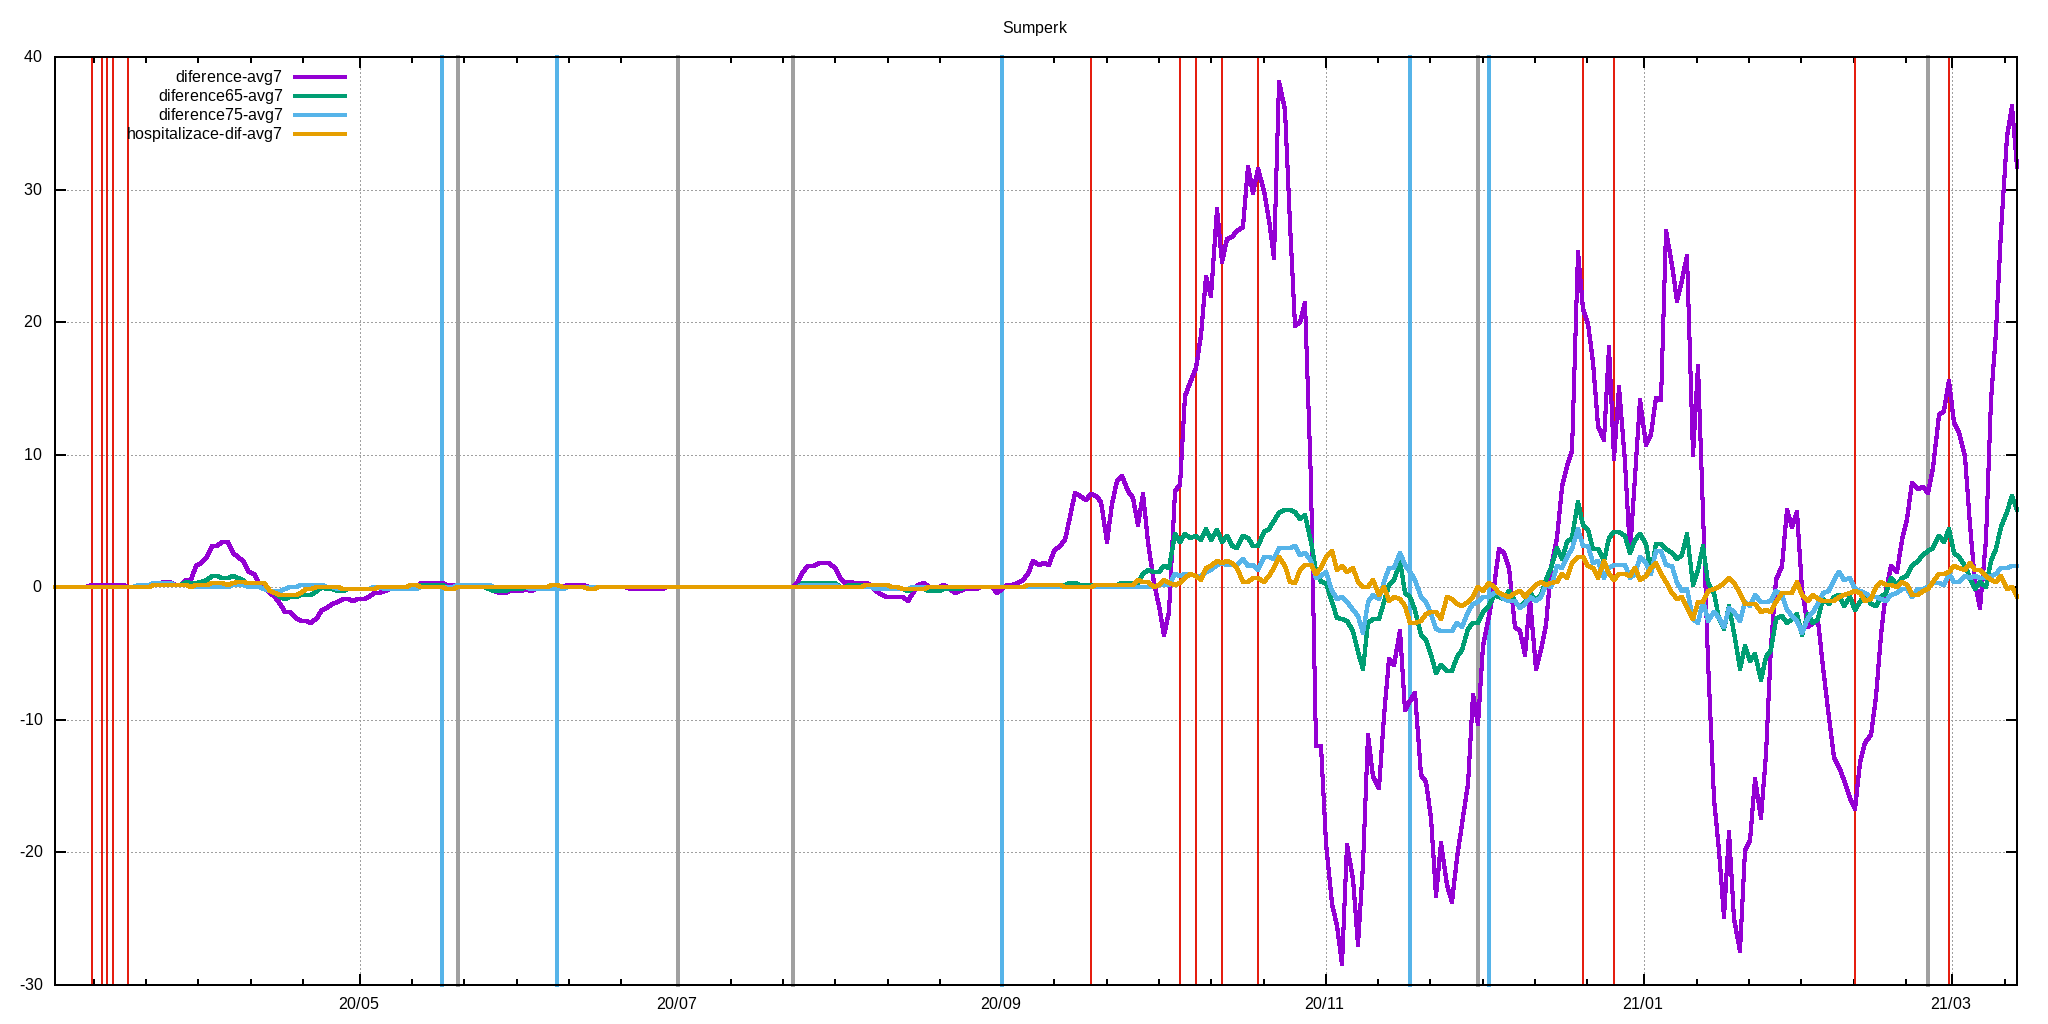 Sumperk
40
30
20
10
0
-10
-20
-30
diference-avg7
diference65-avg7
diference75-avg7
hospitalizace-dif-avg7
20/05
20/07
20/09
20/11
21/01
21/03